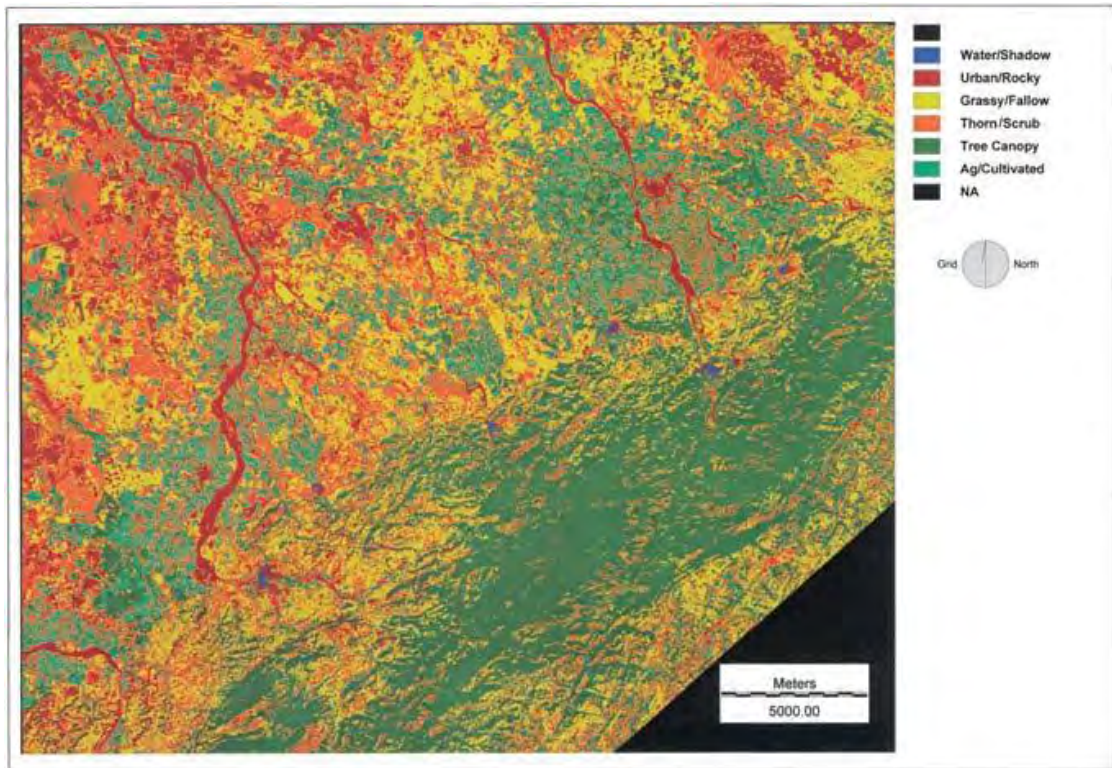 Water/Shadow
Urban/Rocky
Grassy/Fallow
Thorn/Scrub
Tree Canopy
Ag/Cultivated
NA
Grid North
Meters
5000.00